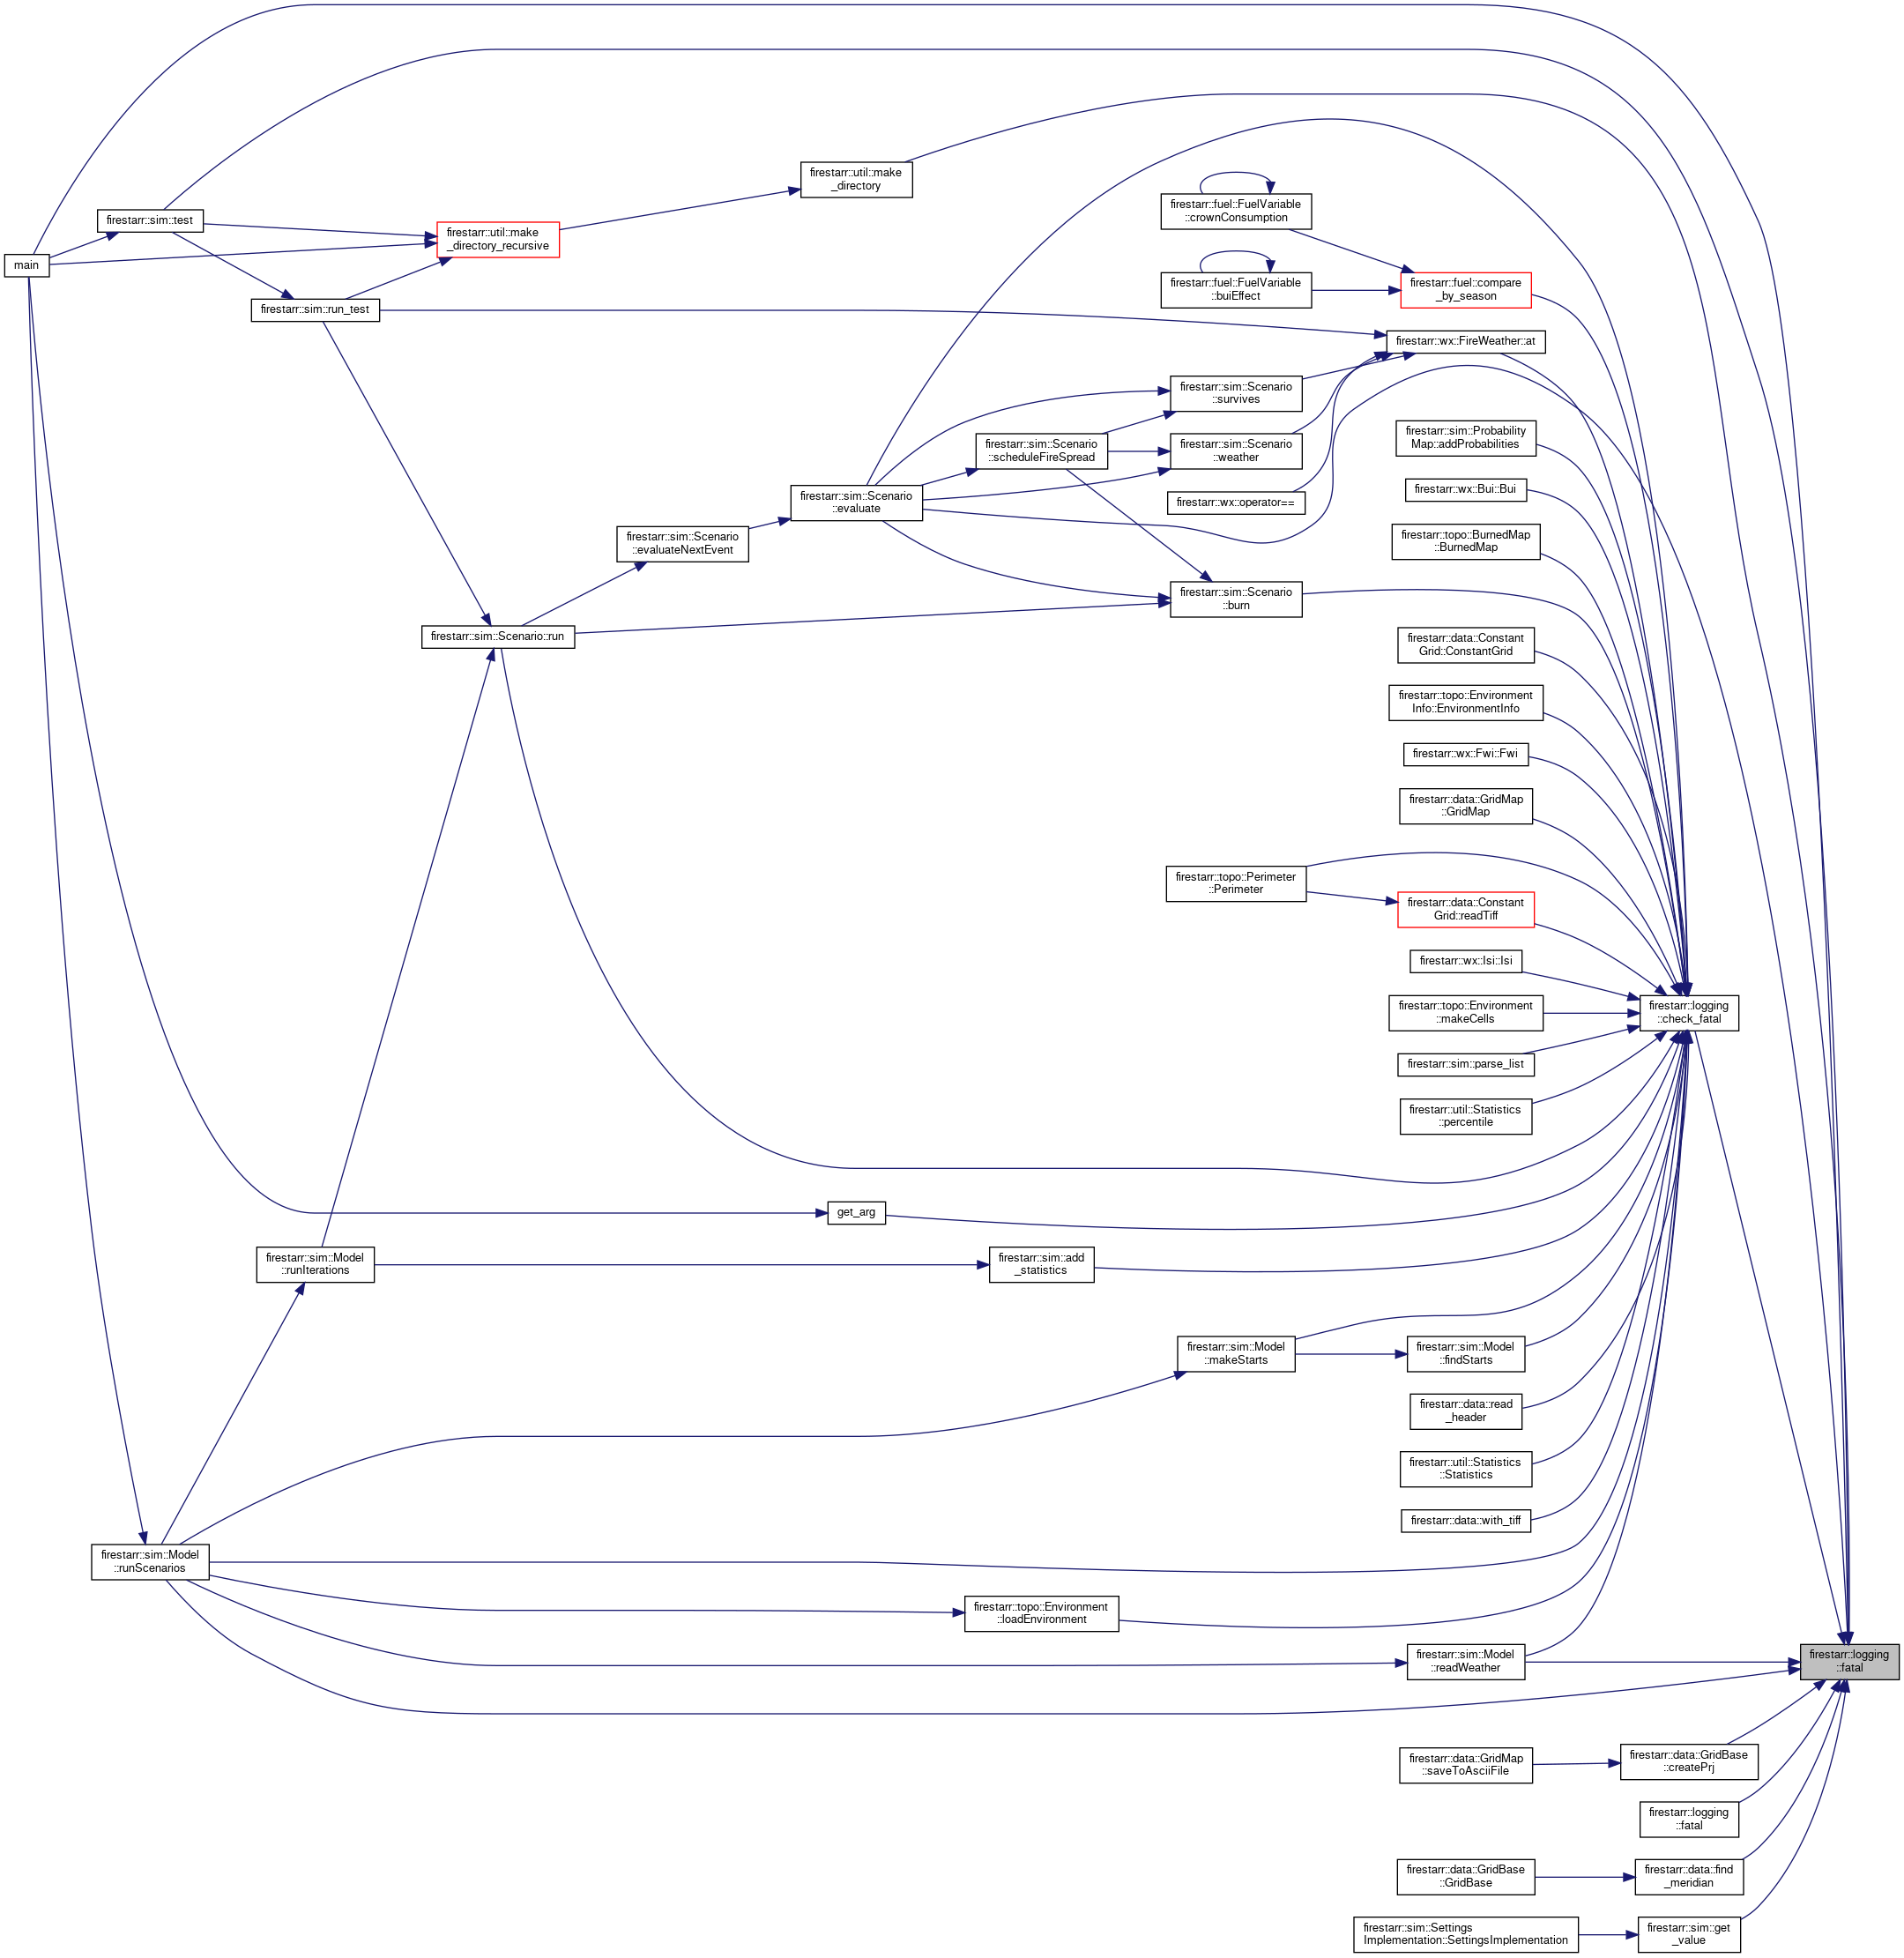 firestarr::util::make
_directory
firestarr::fuel::FuelVariable
::crownConsumption
firestarr::sim::test
firestarr::util::make
_directory_recursive
main
firestarr::fuel::FuelVariable
::buiEffect
firestarr::fuel::compare
_by_season
firestarr::sim::run_test
firestarr::wx::FireWeather::at
firestarr::sim::Scenario
::survives
firestarr::sim::Probability
Map::addProbabilities
firestarr::sim::Scenario
::scheduleFireSpread
firestarr::sim::Scenario
::weather
firestarr::wx::Bui::Bui
firestarr::sim::Scenario
::evaluate
firestarr::wx::operator==
firestarr::sim::Scenario
::evaluateNextEvent
firestarr::topo::BurnedMap
::BurnedMap
firestarr::sim::Scenario
::burn
firestarr::sim::Scenario::run
firestarr::data::Constant
Grid::ConstantGrid
firestarr::topo::Environment
Info::EnvironmentInfo
firestarr::wx::Fwi::Fwi
firestarr::data::GridMap
::GridMap
firestarr::topo::Perimeter
::Perimeter
firestarr::data::Constant
Grid::readTiff
firestarr::wx::Isi::Isi
firestarr::topo::Environment
::makeCells
firestarr::logging
::check_fatal
firestarr::sim::parse_list
firestarr::util::Statistics
::percentile
get_arg
firestarr::sim::Model
::runIterations
firestarr::sim::add
_statistics
firestarr::sim::Model
::makeStarts
firestarr::sim::Model
::findStarts
firestarr::data::read
_header
firestarr::util::Statistics
::Statistics
firestarr::data::with_tiff
firestarr::sim::Model
::runScenarios
firestarr::topo::Environment
::loadEnvironment
firestarr::sim::Model
::readWeather
firestarr::logging
::fatal
firestarr::data::GridMap
::saveToAsciiFile
firestarr::data::GridBase
::createPrj
firestarr::logging
::fatal
firestarr::data::GridBase
::GridBase
firestarr::data::find
_meridian
firestarr::sim::Settings
Implementation::SettingsImplementation
firestarr::sim::get
_value